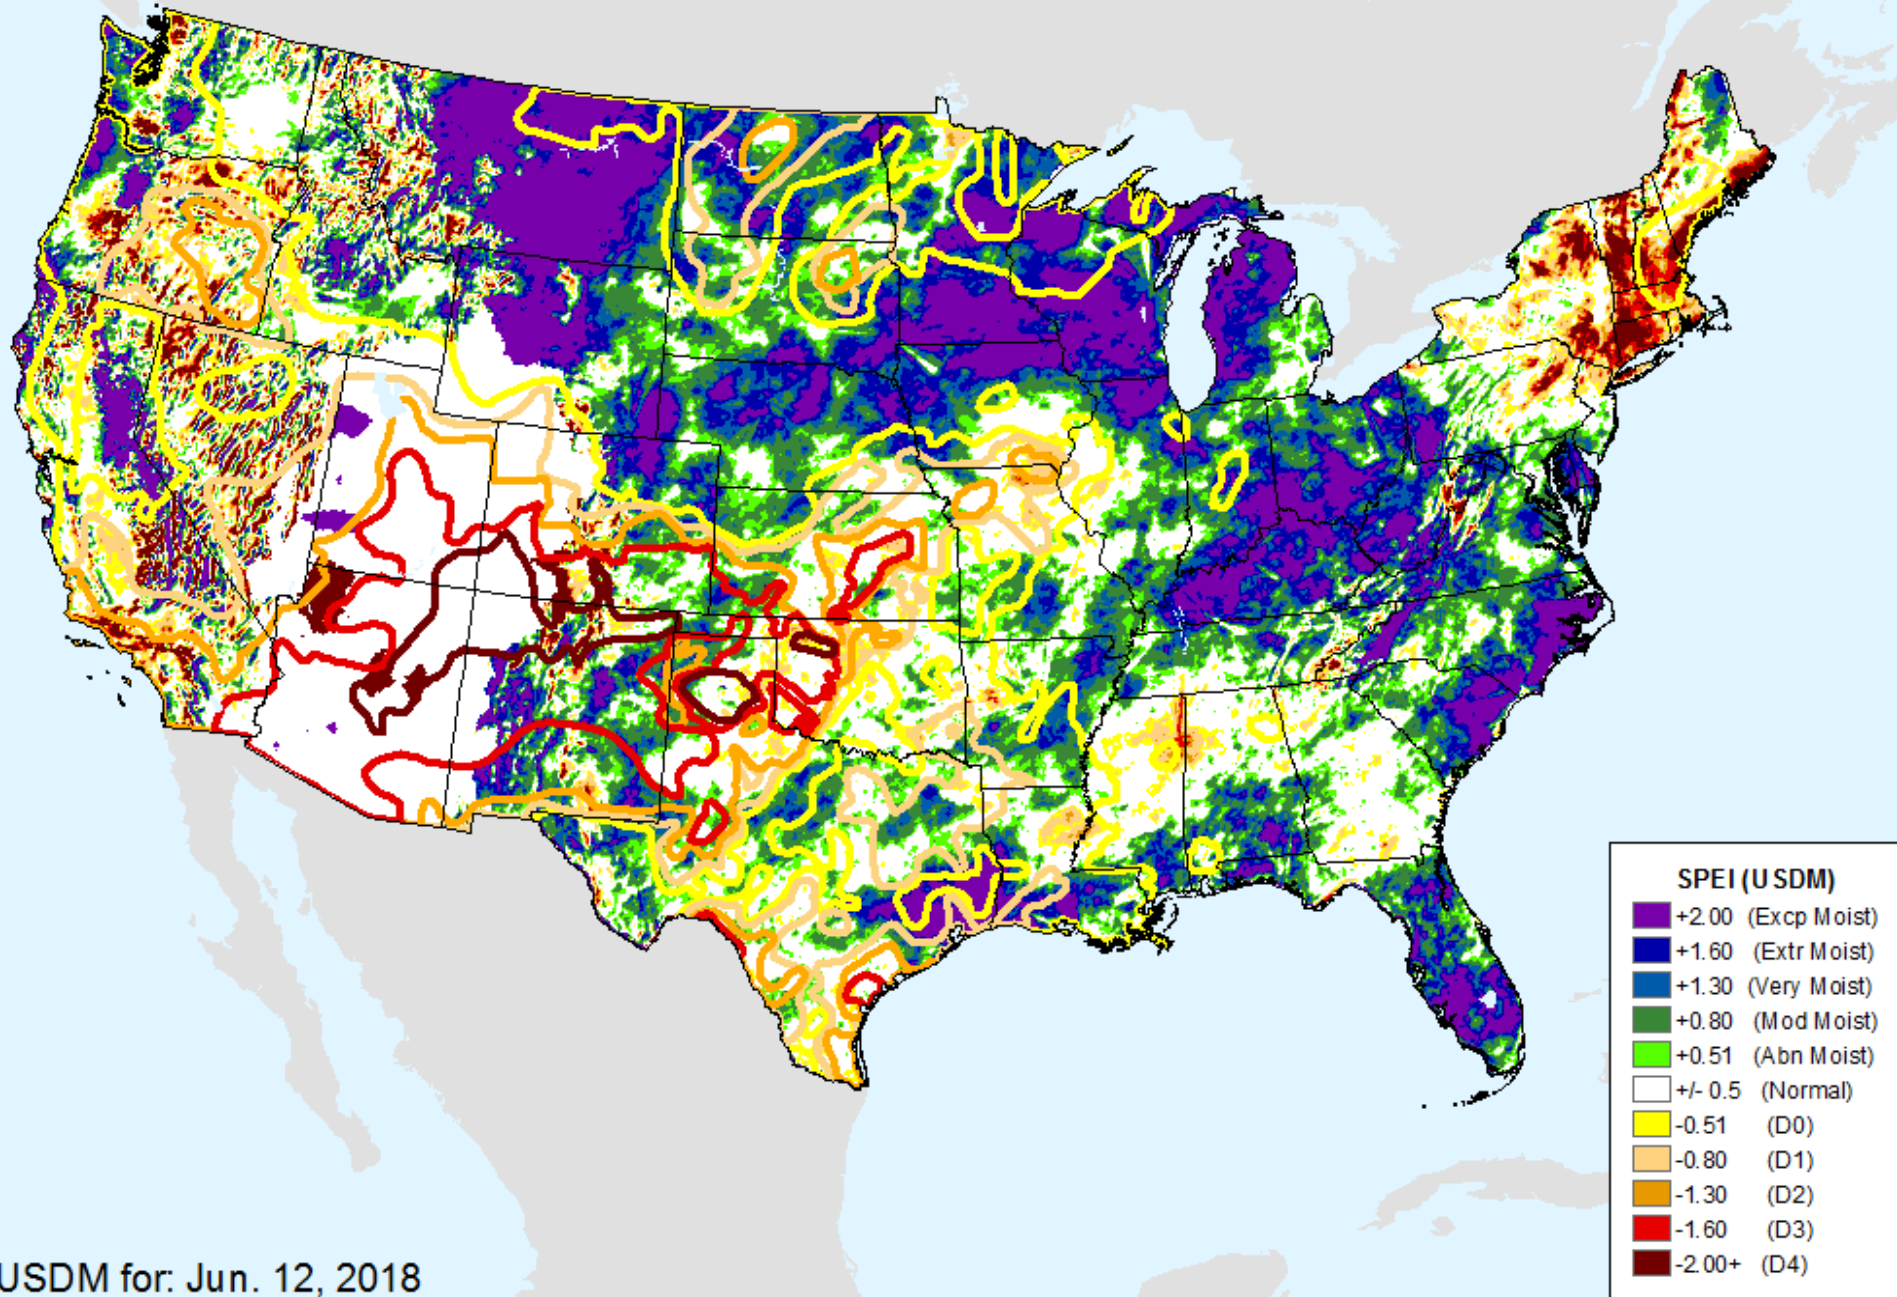 SPEI (USDM)
+2.00 (Excp Moist)
+1.60 (Extr Moist)
+1.30 (Very Moist)
+0.80 (Mod Moist)
+0.51 (Abn Moist)
+/- 0.5 (Normal)
-0.51 (D0)
-0.80 (D1)
-1.30 (D2)
-1.60 (D3)
-2.00+ (D4)
USDM for: Jun. 12, 2018